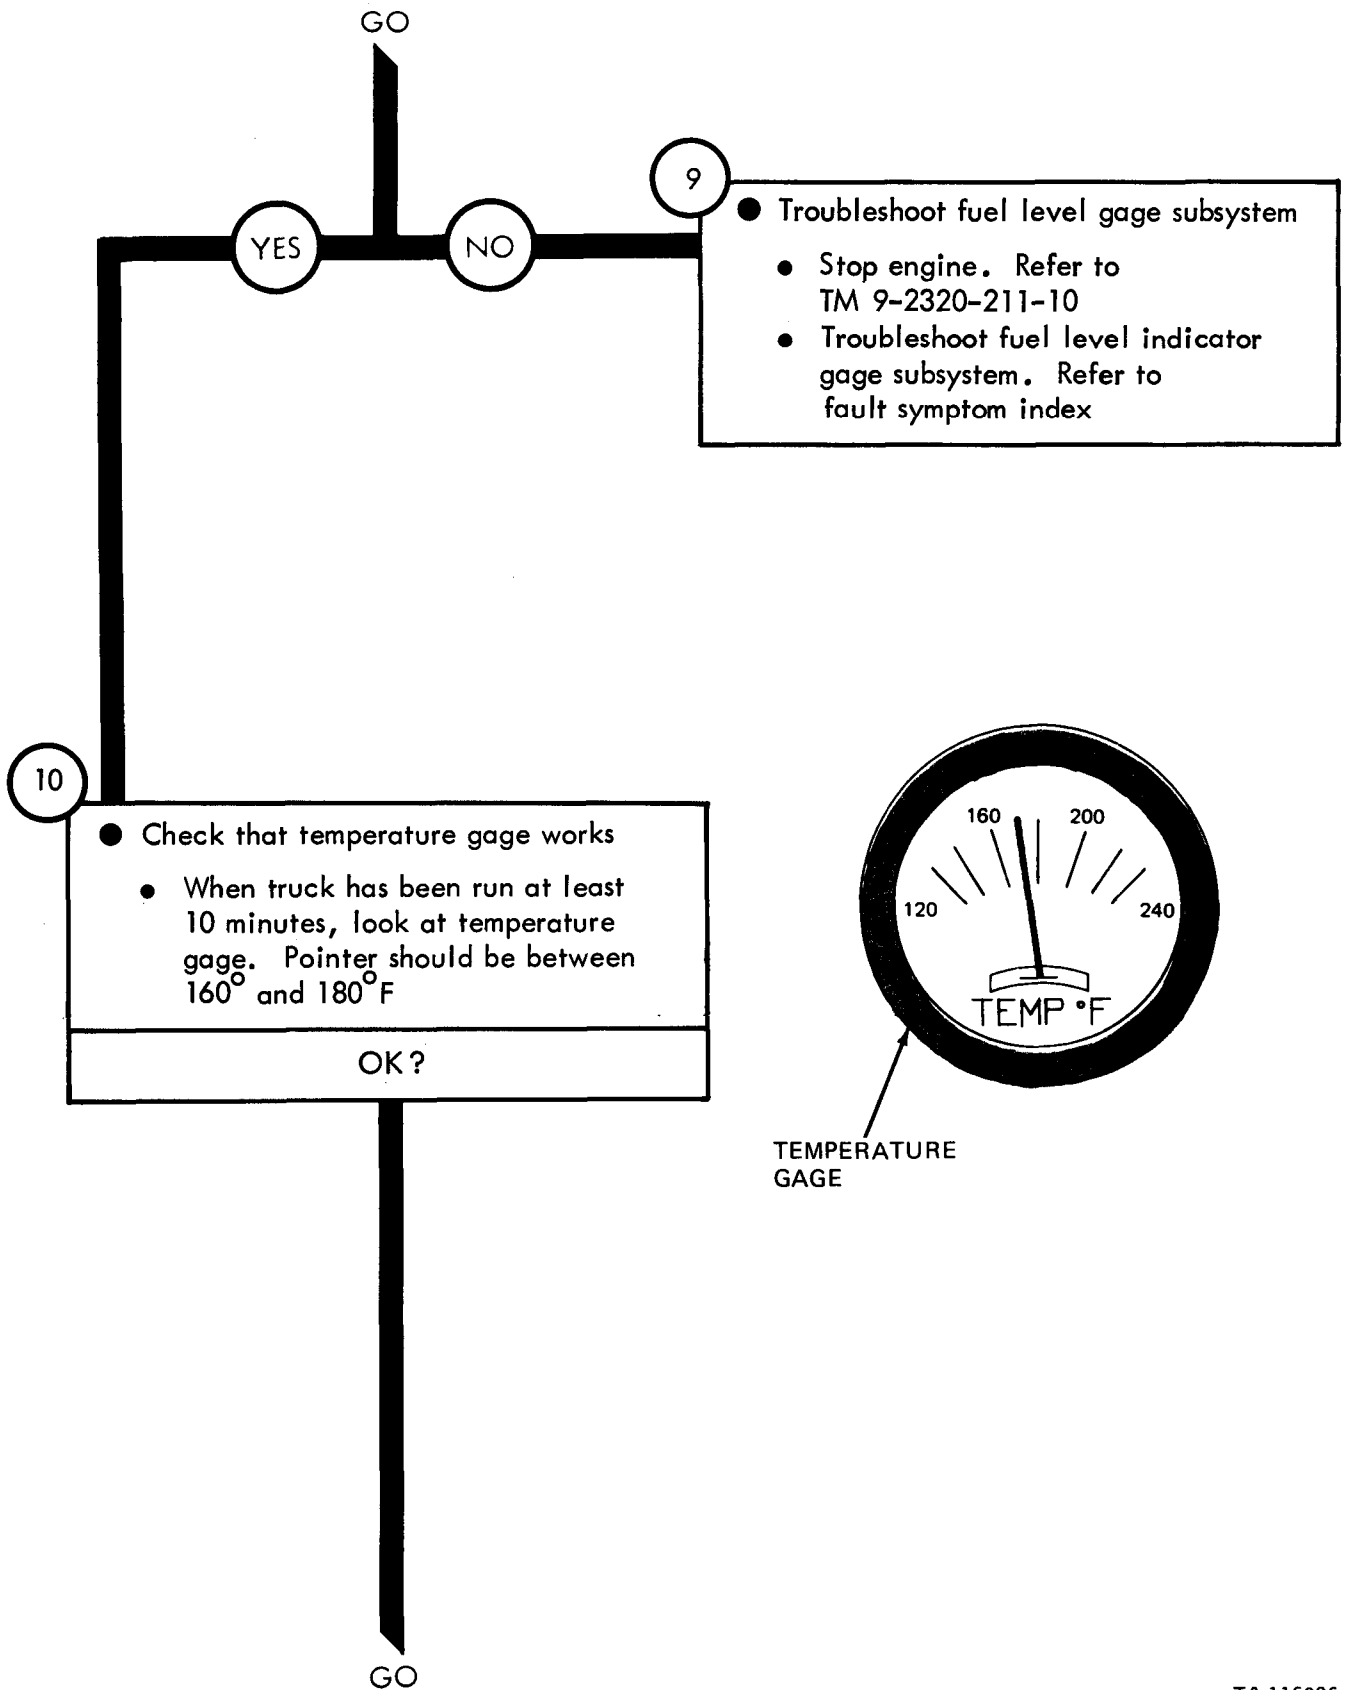 GO
YES
NO
9
● Troubleshoot fuel level gage subsystem
● Stop engine. Refer to
TM 9-2320-211-10
● Troubleshoot fuel level indicator
gage subsystem. Refer to
fault symptom index
10
● Check that temperature gage works
● When truck has been run at least
10 minutes, look at temperature
gage. Pointer should be between
160° and 180°F
OK?
120
160
200
240
TEMP °F
TEMPERATURE
GAGE
GO